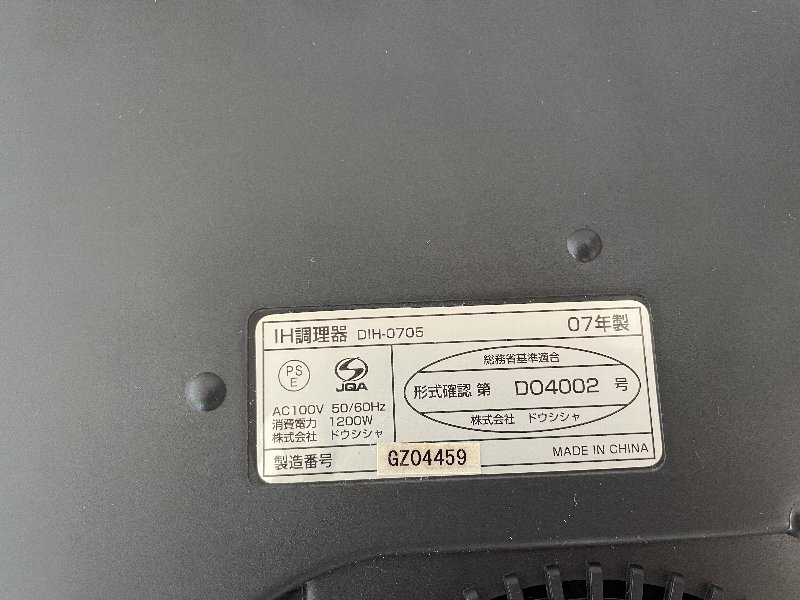 IH調理器 DIH-0705 07年製
PS
E
JQA
AC100V 50/60Hz
消費電力 1200W
株式会社 ドウシシャ
総務省基準適合
形式確認 第 D04002 号
株式会社 ドウシシャ
製造番号 GZ04459 MADE IN CHINA